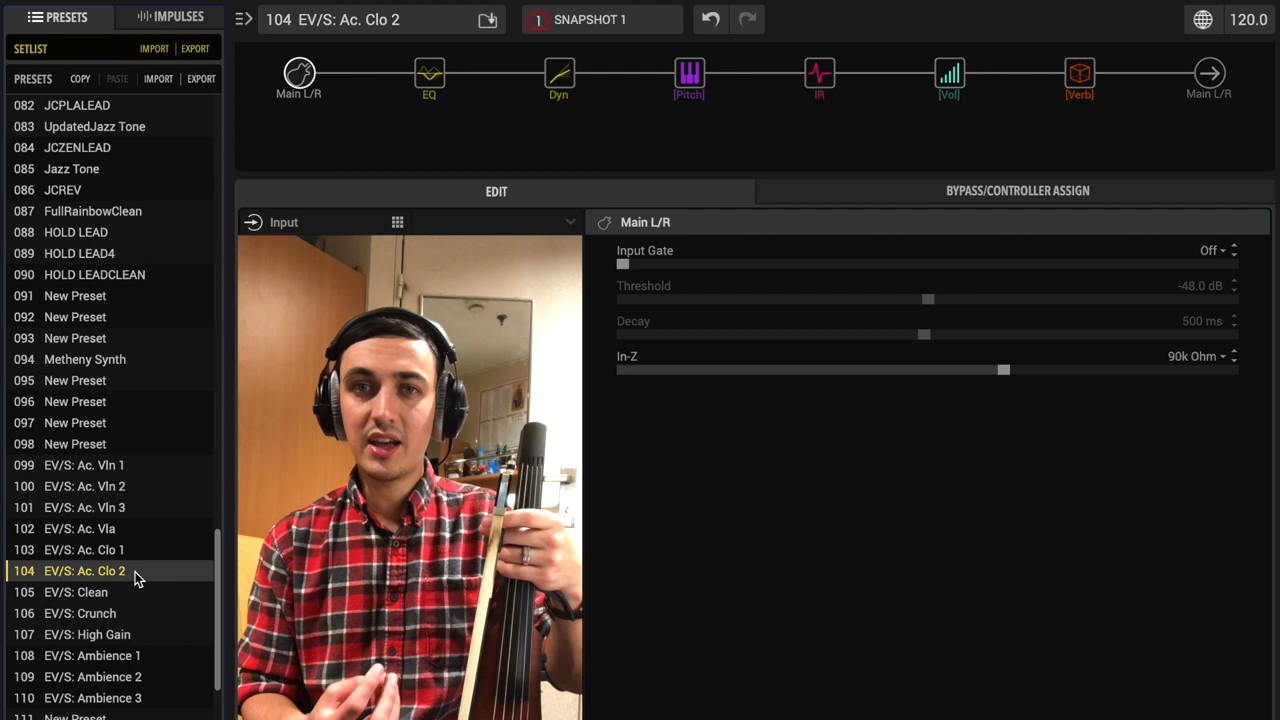 PRESETS
IMPULSES
104 EV/S: Ac. Clo 2
1 SNAPSHOT 1
120.0
SETLIST
IMPORT | EXPORT
PRESETS COPY PASTE IMPORT EXPORT
082 JCPLALEAD
083 UpdatedJazz Tone
084 JCZENLEAD
085 Jazz Tone
086 JCREV
087 FullRainbowClean
088 HOLD LEAD
089 HOLD LEAD4
090 HOLD LEADCLEAN
091 New Preset
092 New Preset
093 New Preset
094 Metheny Synth
095 New Preset
096 New Preset
097 New Preset
098 New Preset
099 EV/S: Ac. Vln 1
100 EV/S: Ac. Vln 2
101 EV/S: Ac. Vln 3
102 EV/S: Ac. Vla
103 EV/S: Ac. Clo 1
104 EV/S: Ac. Clo 2
105 EV/S: Clean
106 EV/S: Crunch
107 EV/S: High Gain
108 EV/S: Ambience 1
109 EV/S: Ambience 2
110 EV/S: Ambience 3
111 New Preset
Main L/R
EQ
Dyn
[Pitch]
IR
[Vol]
[Verb]
Main L/R
EDIT
BYPASS/CONTROLLER ASSIGN
Input
Main L/R
Input Gate Off
Threshold -48.0 dB
Decay 500 ms
In-Z 90k Ohm